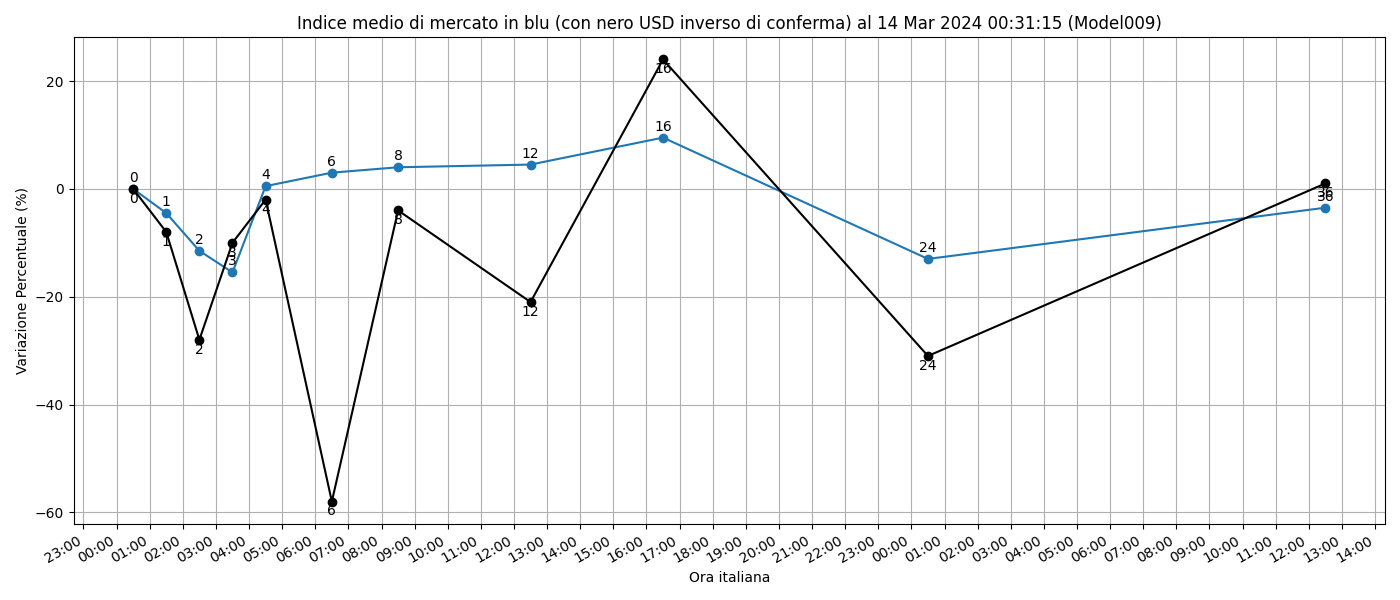 Indice medio di mercato in blu (con nero USD inverso di conferma) al 14 Mar 2024 00:31:15 (Model009)
Variazione Percentuale (%)
20
0
−20
−40
−60
0 1 2 3 4 6 8 12 16 24 36
0 1 2 3 4 6 8 12 16 24 36
23:00 00:00 01:00 02:00 03:00 04:00 05:00 06:00 07:00 08:00 09:00 10:00 11:00 12:00 13:00 14:00 15:00 16:00 17:00 18:00 19:00 20:00 21:00 22:00 23:00 00:00 01:00 02:00 03:00 04:00 05:00 06:00 07:00 08:00 09:00 10:00 11:00 12:00 13:00 14:00
Ora italiana